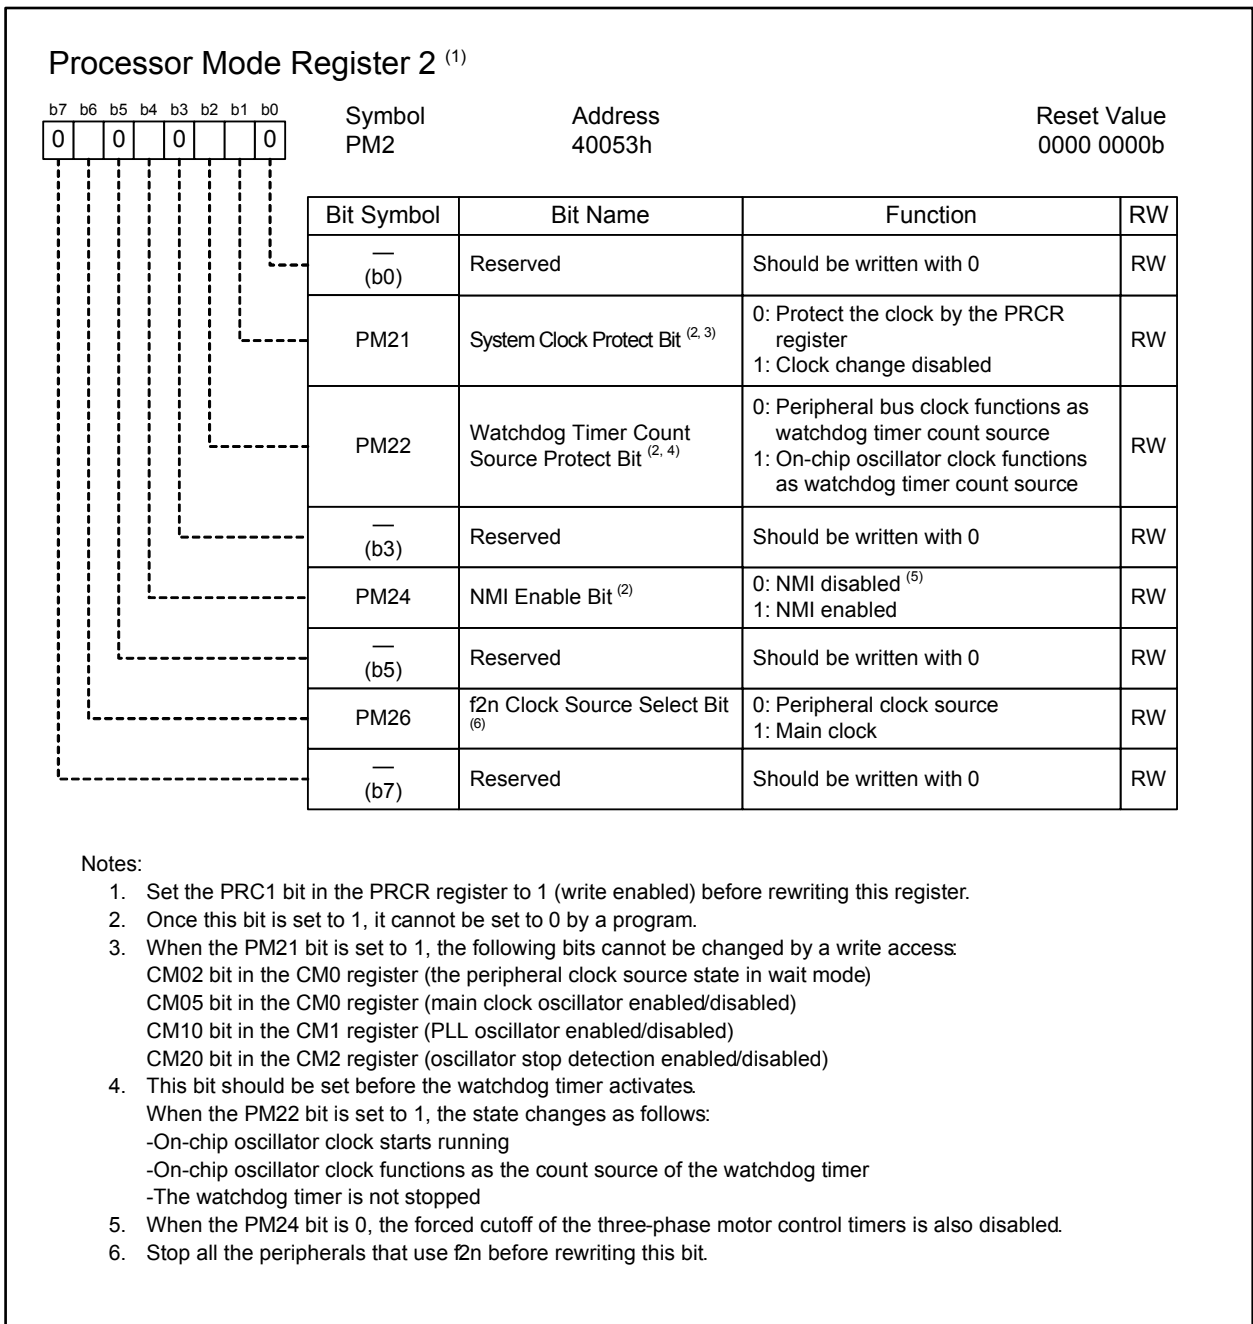 Processor Mode Register 2 (1)
b7 b6 b5 b4 b3 b2 b1 b0
0 0 0 0
Symbol Address Reset Value
PM2 40053h 0000 0000b
Bit Symbol Bit Name Function RW
— (b0) Reserved Should be written with 0 RW
PM21 System Clock Protect Bit (2, 3) 0: Protect the clock by the PRCR
register
1: Clock change disabled RW
PM22 Watchdog Timer Count
Source Protect Bit (2, 4) 0: Peripheral bus clock functions as
watchdog timer count source
1: On-chip oscillator clock functions
as watchdog timer count source RW
— (b3) Reserved Should be written with 0 RW
PM24 NMI Enable Bit (2) 0: NMI disabled (5)
1: NMI enabled RW
— (b5) Reserved Should be written with 0 RW
PM26 f2n Clock Source Select Bit
(6) 0: Peripheral clock source
1: Main clock RW
— (b7) Reserved Should be written with 0 RW
Notes:
1. Set the PRC1 bit in the PRCR register to 1 (write enabled) before rewriting this register.
2. Once this bit is set to 1, it cannot be set to 0 by a program.
3. When the PM21 bit is set to 1, the following bits cannot be changed by a write access:
CM02 bit in the CM0 register (the peripheral clock source state in wait mode)
CM05 bit in the CM0 register (main clock oscillator enabled/disabled)
CM10 bit in the CM1 register (PLL oscillator enabled/disabled)
CM20 bit in the CM2 register (oscillator stop detection enabled/disabled)
4. This bit should be set before the watchdog timer activates.
When the PM22 bit is set to 1, the state changes as follows:
-On-chip oscillator clock starts running
-On-chip oscillator clock functions as the count source of the watchdog timer
-The watchdog timer is not stopped
5. When the PM24 bit is 0, the forced cutoff of the three-phase motor control timers is also disabled.
6. Stop all the peripherals that use f2n before rewriting this bit.